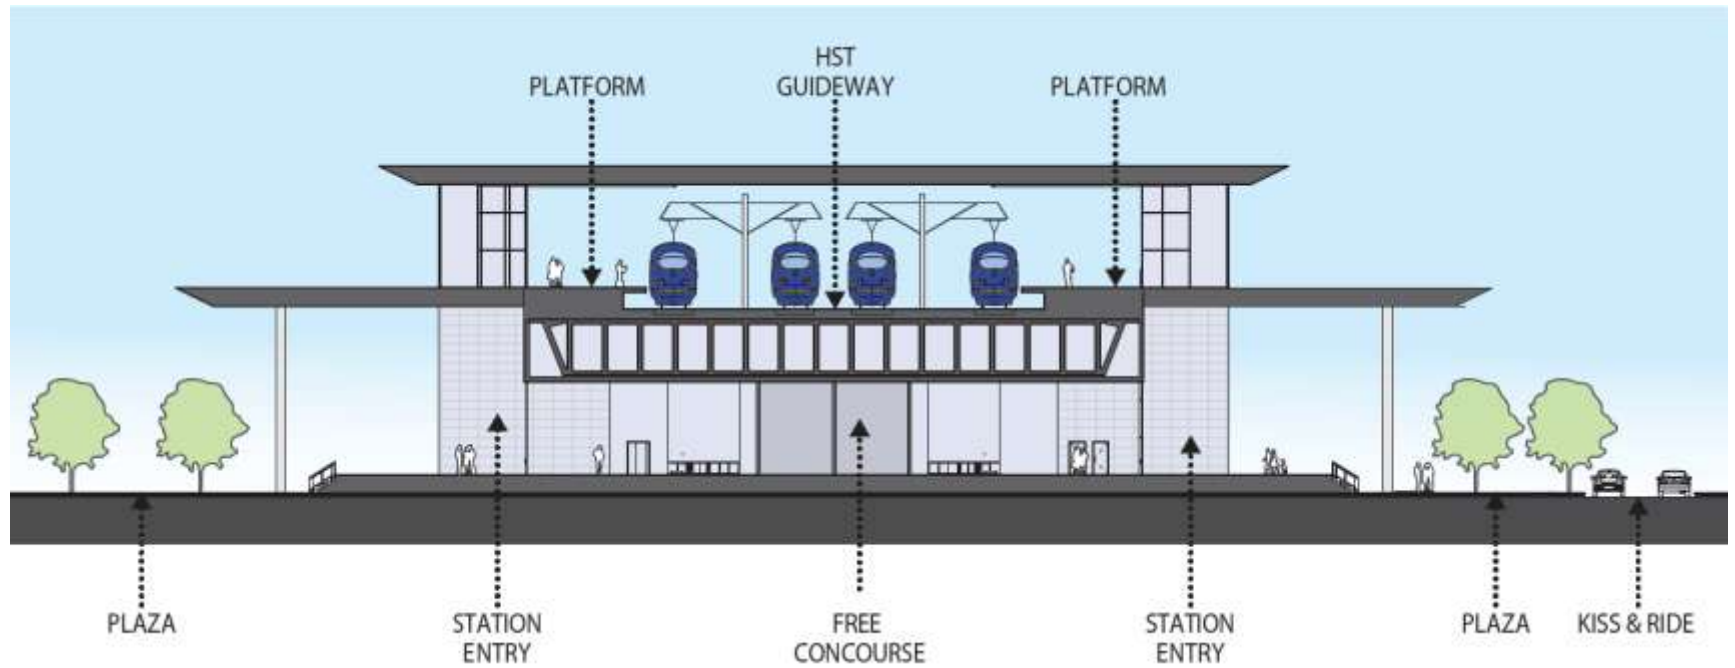 HST
GUIDEWAY
PLATFORM
PLATFORM
PLAZA
STATION
ENTRY
FREE
CONCOURSE
STATION
ENTRY
PLAZA
KISS & RIDE